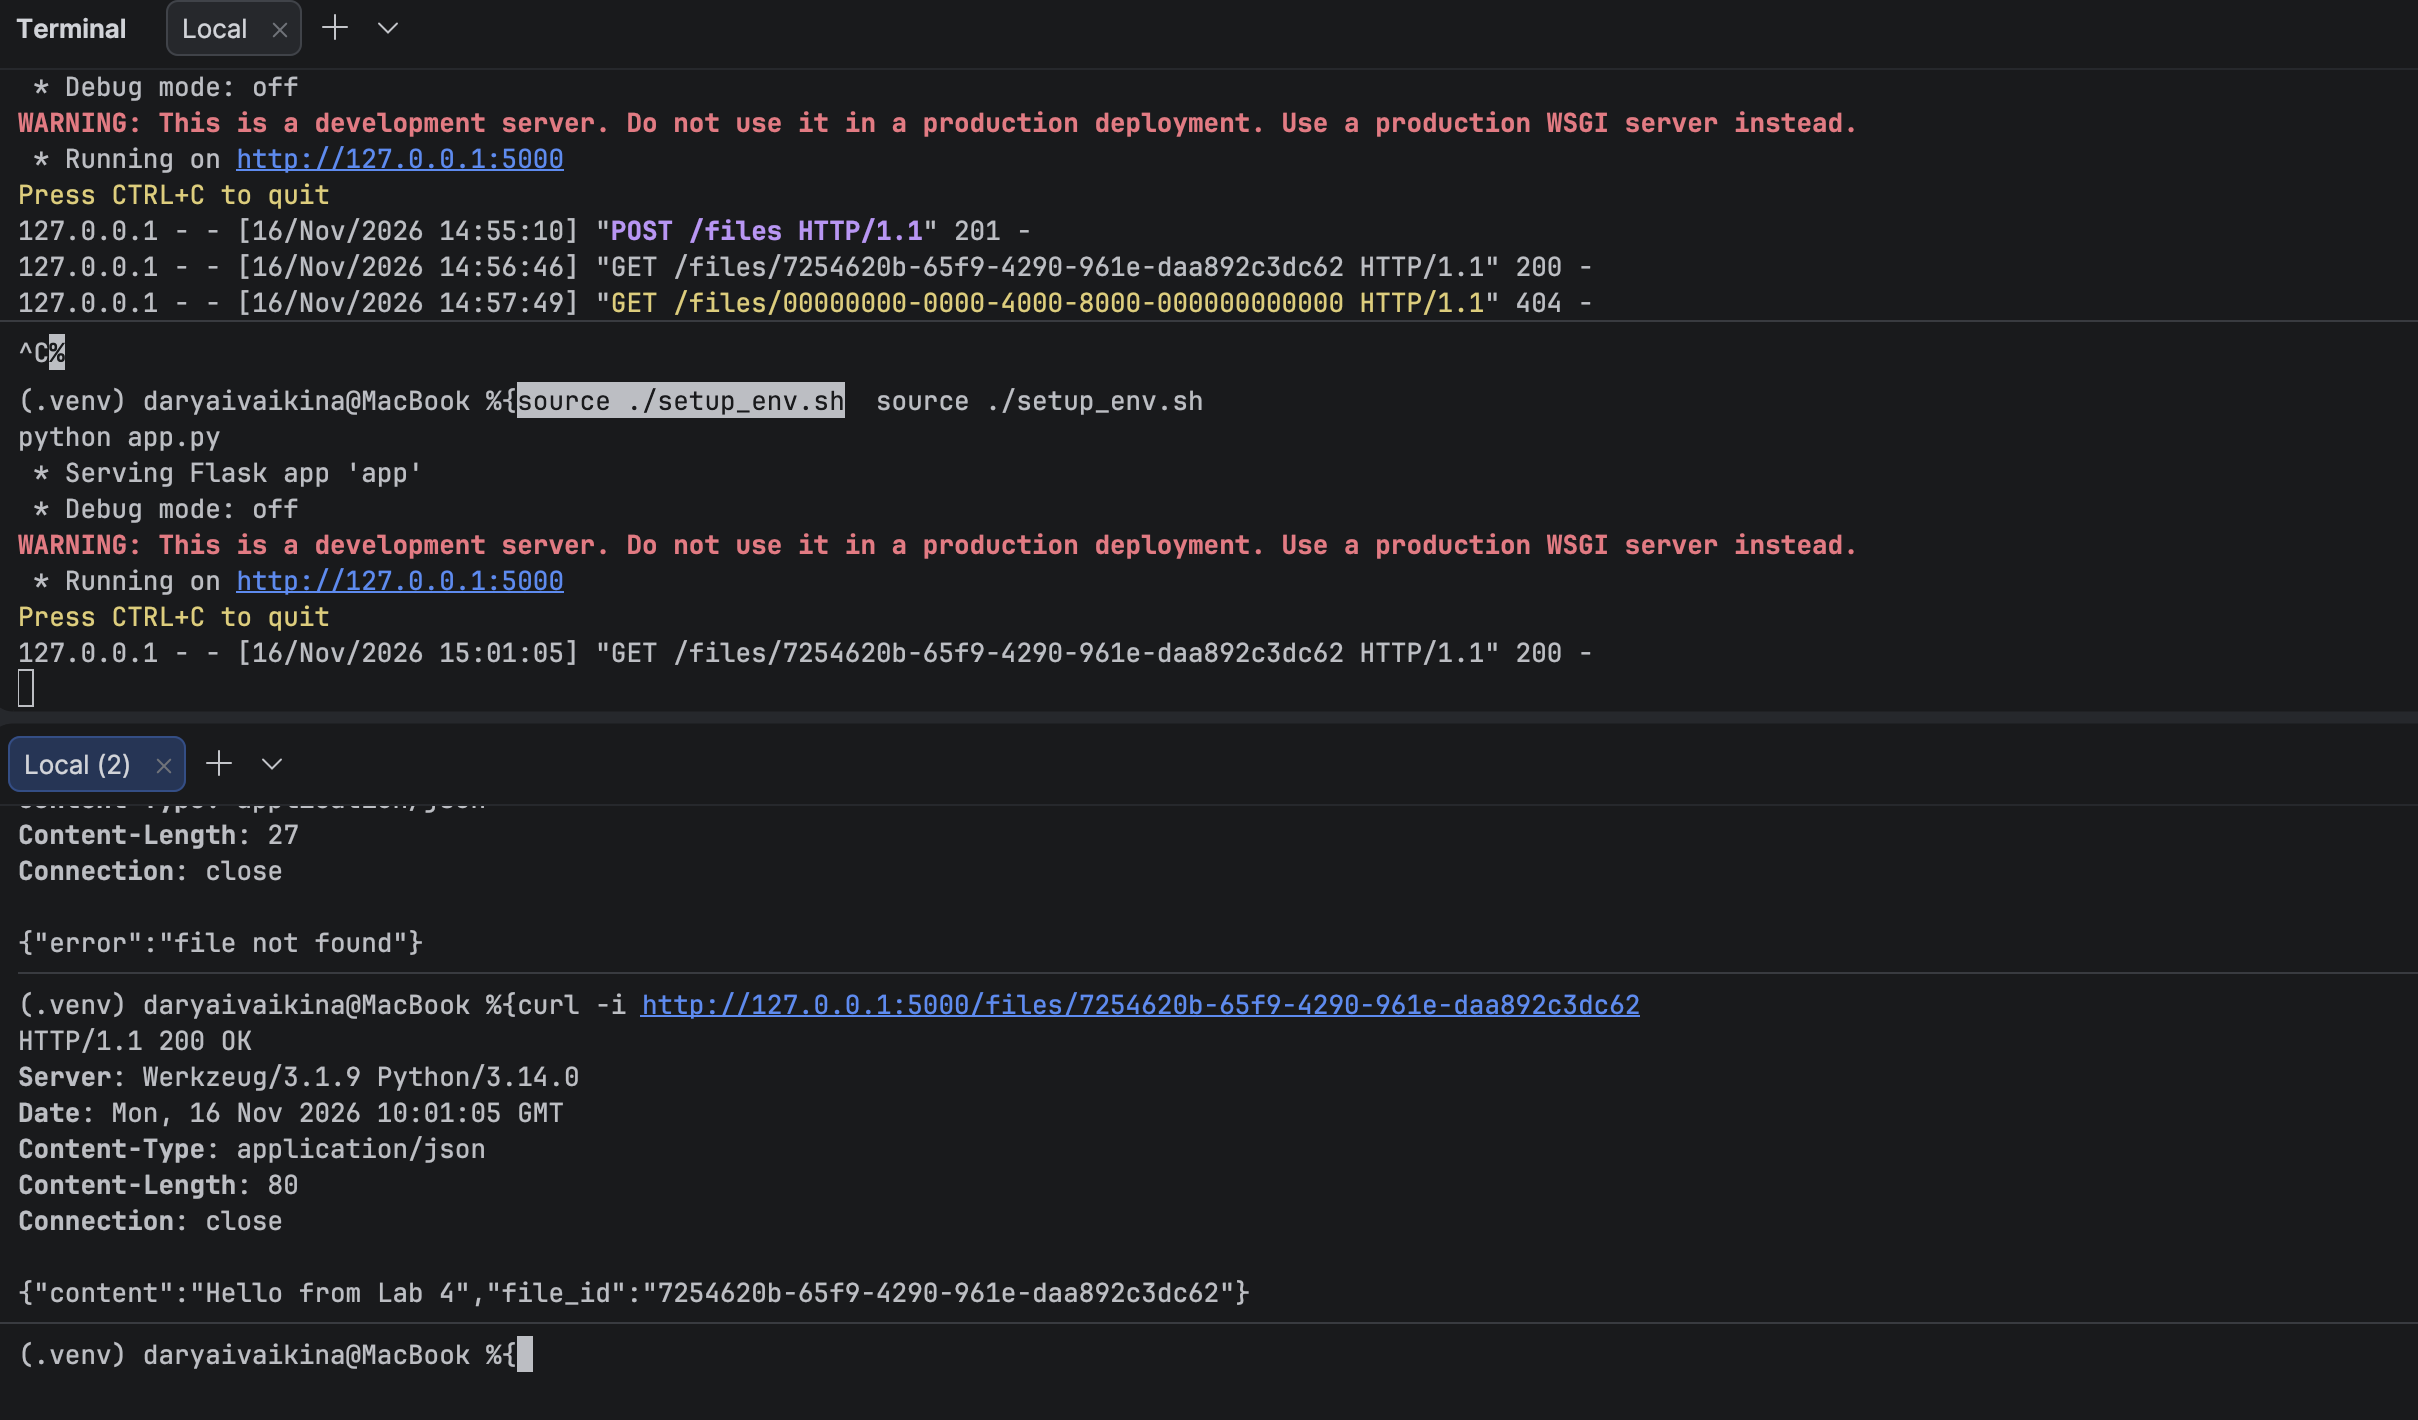 Terminal Local
* Debug mode: off
WARNING: This is a development server. Do not use it in a production deployment. Use a production WSGI server instead.
* Running on http://127.0.0.1:5000
Press CTRL+C to quit
127.0.0.1 - - [16/Nov/2026 14:55:10] "POST /files HTTP/1.1" 201 -
127.0.0.1 - - [16/Nov/2026 14:56:46] "GET /files/7254620b-65f9-4290-961e-daa892c3dc62 HTTP/1.1" 200 -
127.0.0.1 - - [16/Nov/2026 14:57:49] "GET /files/00000000-0000-4000-8000-000000000000 HTTP/1.1" 404 -
^C%
(.venv) daryaivaikina@MacBook %{source ./setup_env.sh  source ./setup_env.sh
python app.py
* Serving Flask app 'app'
* Debug mode: off
WARNING: This is a development server. Do not use it in a production deployment. Use a production WSGI server instead.
* Running on http://127.0.0.1:5000
Press CTRL+C to quit
127.0.0.1 - - [16/Nov/2026 15:01:05] "GET /files/7254620b-65f9-4290-961e-daa892c3dc62 HTTP/1.1" 200 -
Local (2)
Content-Type: application/json
Content-Length: 27
Connection: close
{"error":"file not found"}
(.venv) daryaivaikina@MacBook %{curl -i http://127.0.0.1:5000/files/7254620b-65f9-4290-961e-daa892c3dc62
HTTP/1.1 200 OK
Server: Werkzeug/3.1.9 Python/3.14.0
Date: Mon, 16 Nov 2026 10:01:05 GMT
Content-Type: application/json
Content-Length: 80
Connection: close
{"content":"Hello from Lab 4","file_id":"7254620b-65f9-4290-961e-daa892c3dc62"}
(.venv) daryaivaikina@MacBook %{